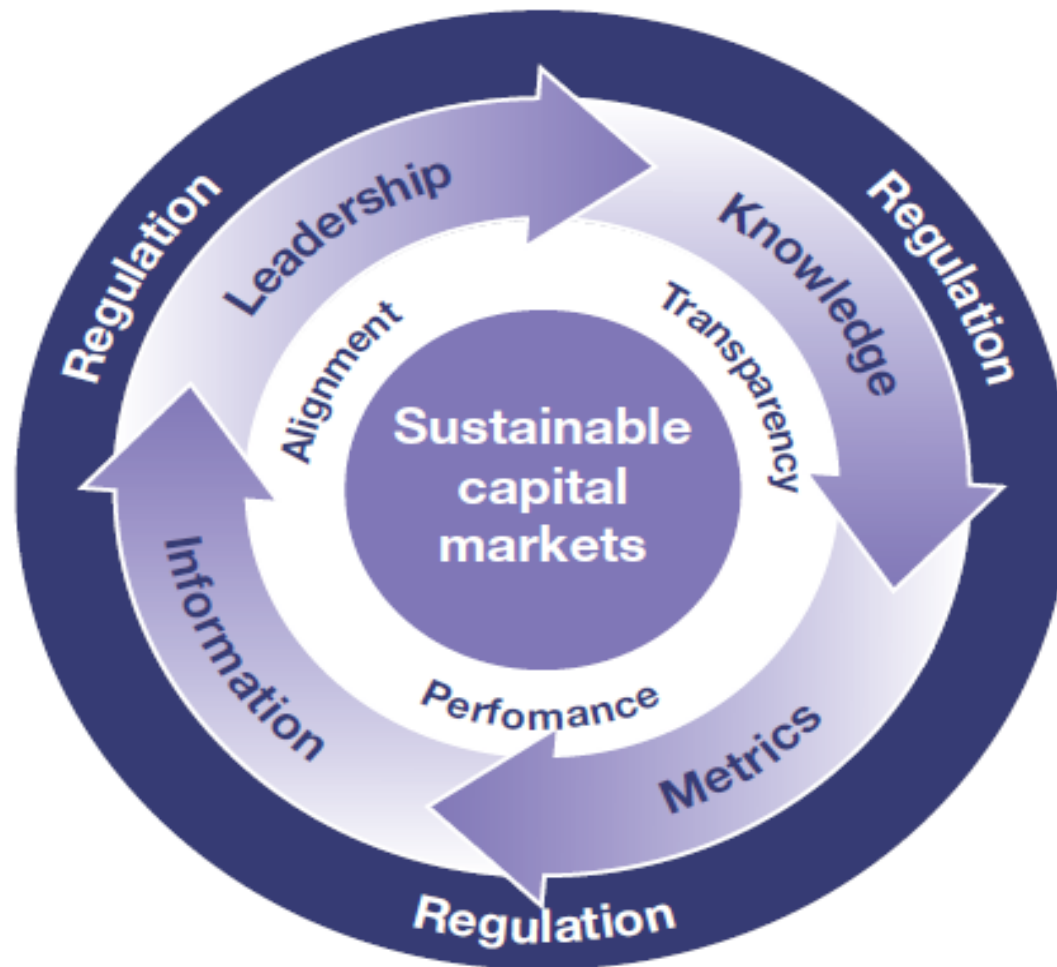 Regulation
Regulation
Leadership
Knowledge
Alignment
Transparency
Sustainable
capital
markets
Information
Perfomance
Metrics
Regulation